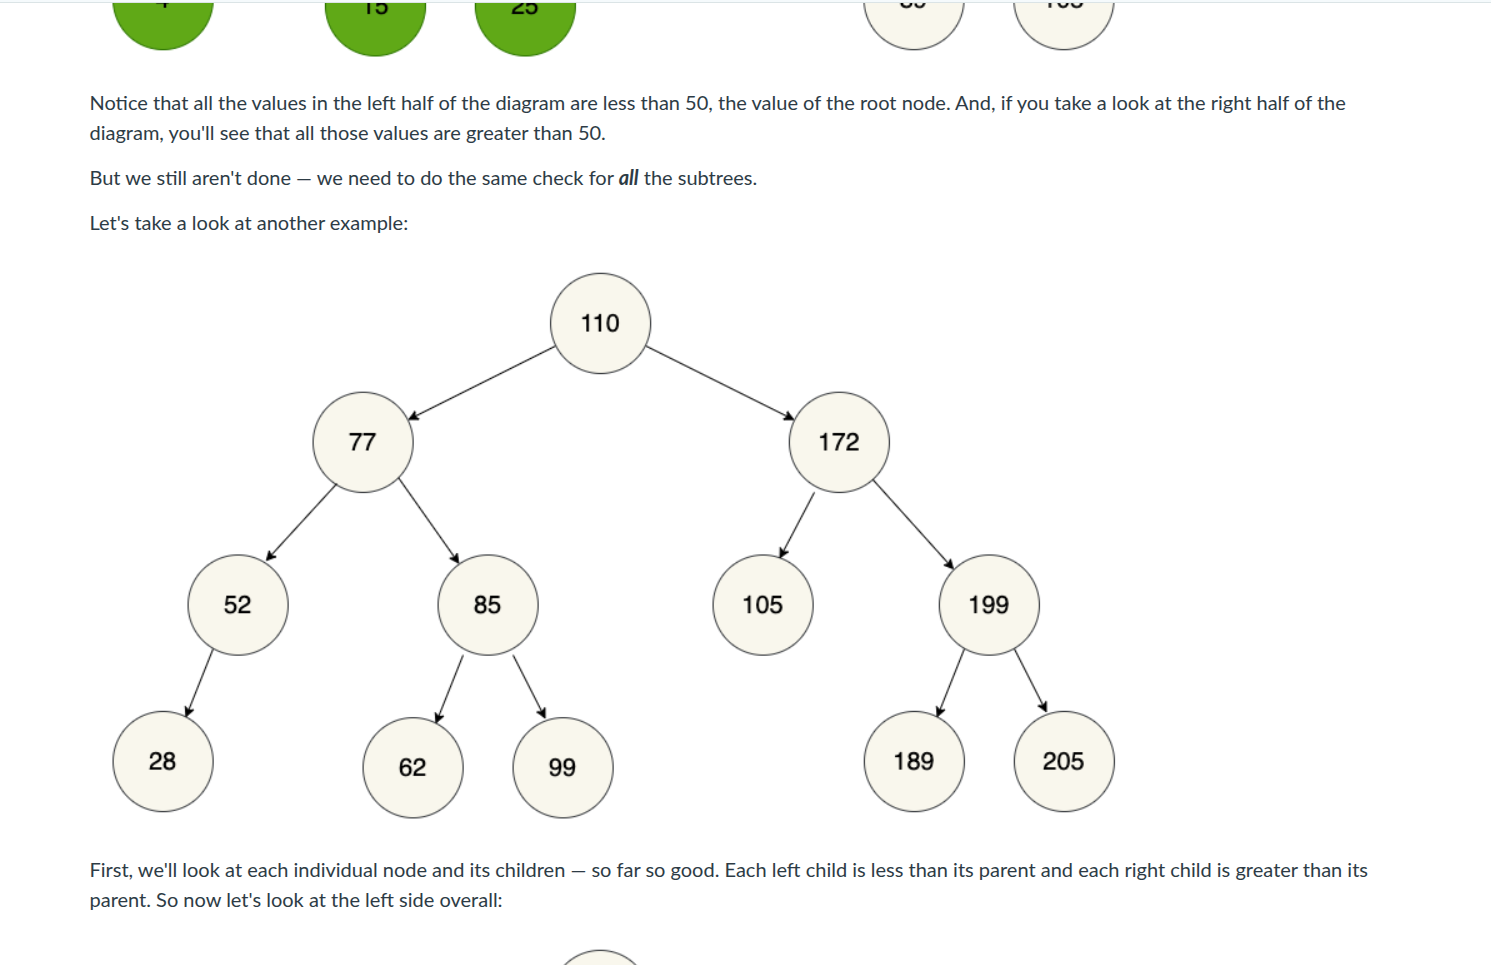 15 25
Notice that all the values in the left half of the diagram are less than 50, the value of the root node. And, if you take a look at the right half of the
diagram, you'll see that all those values are greater than 50.
But we still aren't done — we need to do the same check for all the subtrees.
Let's take a look at another example:
110
77 172
52 85 105 199
28 62 99 189 205
First, we'll look at each individual node and its children — so far so good. Each left child is less than its parent and each right child is greater than its
parent. So now let's look at the left side overall: